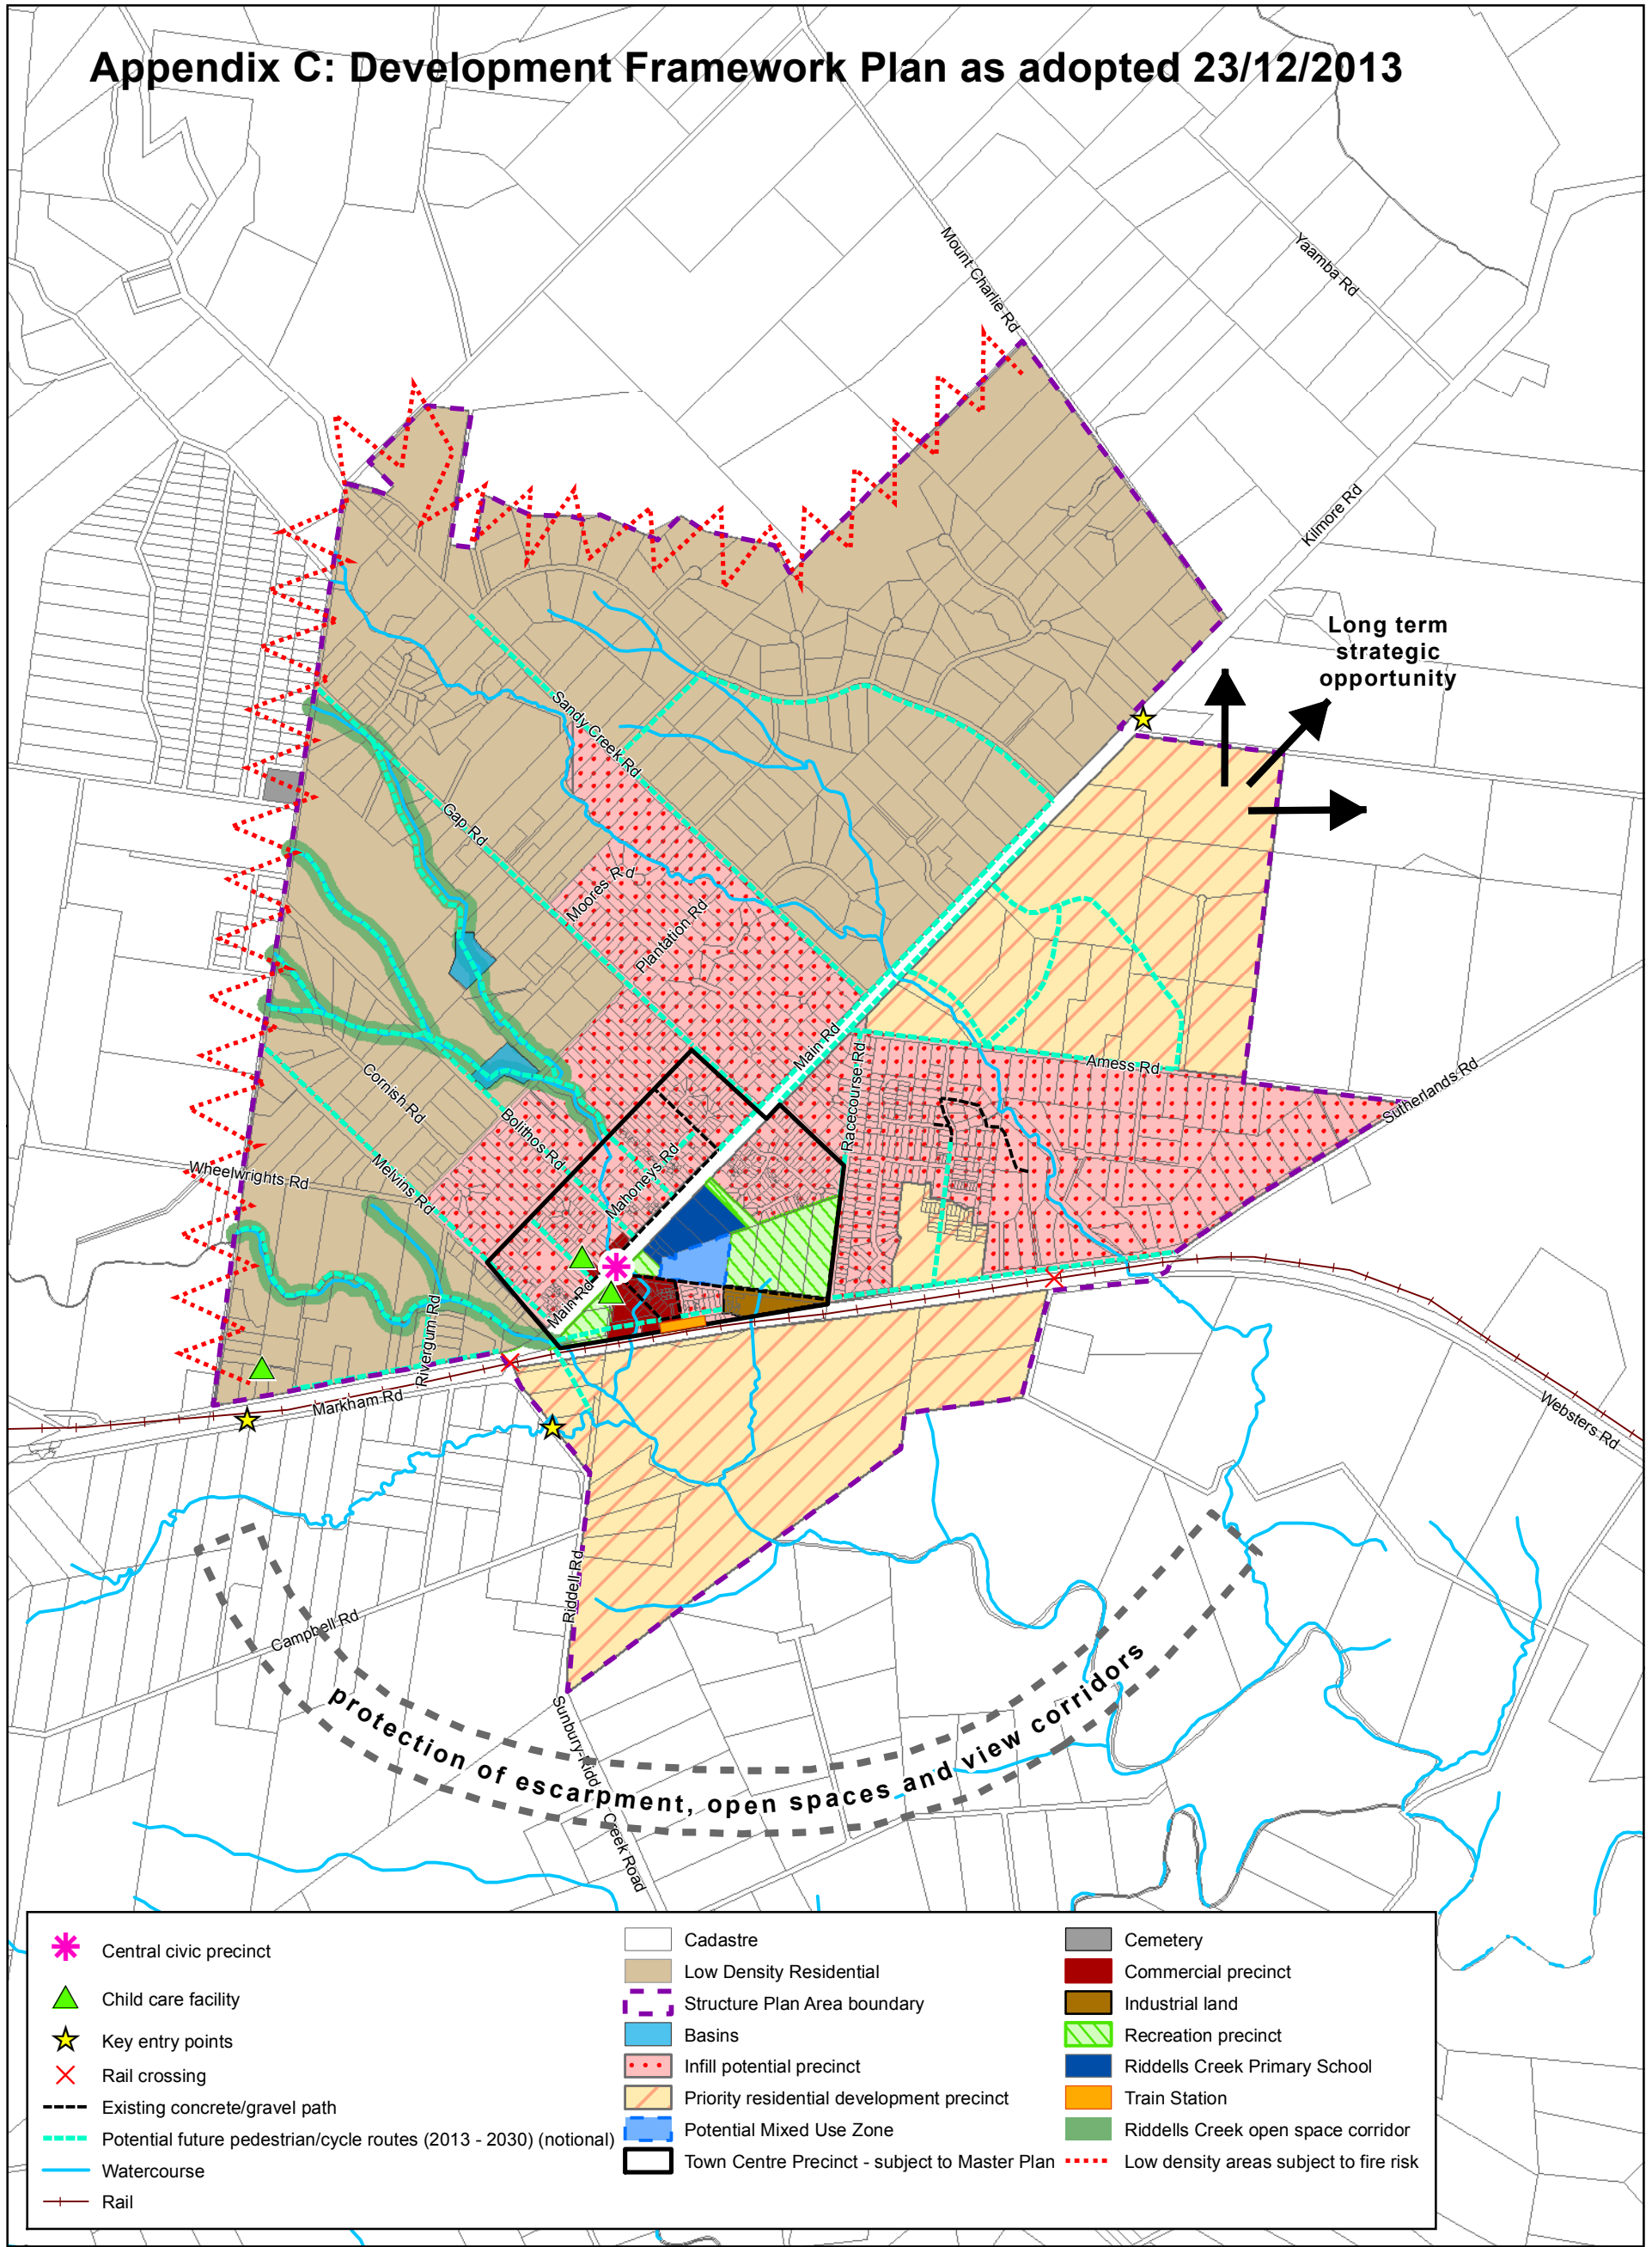 Appendix C: Development Framework Plan as adopted 23/12/2013
Mount Charlie Rd
Yaamba Rd
Kilmore Rd
Long term
strategic
opportunity
Sandy Creek Rd
Gap Rd
Moores Rd
Plantation Rd
Main Rd
Racecourse Rd
Amess Rd
Sutherlands Rd
Cornish Rd
Bolithos Rd
Mahoneys Rd
Melvins Rd
Wheelwrights Rd
Main Rd
Rivergum Rd
Markham Rd
Websters Rd
Riddell Rd
Campbell Rd
Sunbury-Ridd Creek Road
protection of escarpment, open spaces and view corridors
Central civic precinct
Child care facility
Key entry points
Rail crossing
Existing concrete/gravel path
Potential future pedestrian/cycle routes (2013 - 2030) (notional)
Watercourse
Rail
Cadastre
Low Density Residential
Structure Plan Area boundary
Basins
Infill potential precinct
Priority residential development precinct
Potential Mixed Use Zone
Town Centre Precinct - subject to Master Plan
Cemetery
Commercial precinct
Industrial land
Recreation precinct
Riddells Creek Primary School
Train Station
Riddells Creek open space corridor
Low density areas subject to fire risk